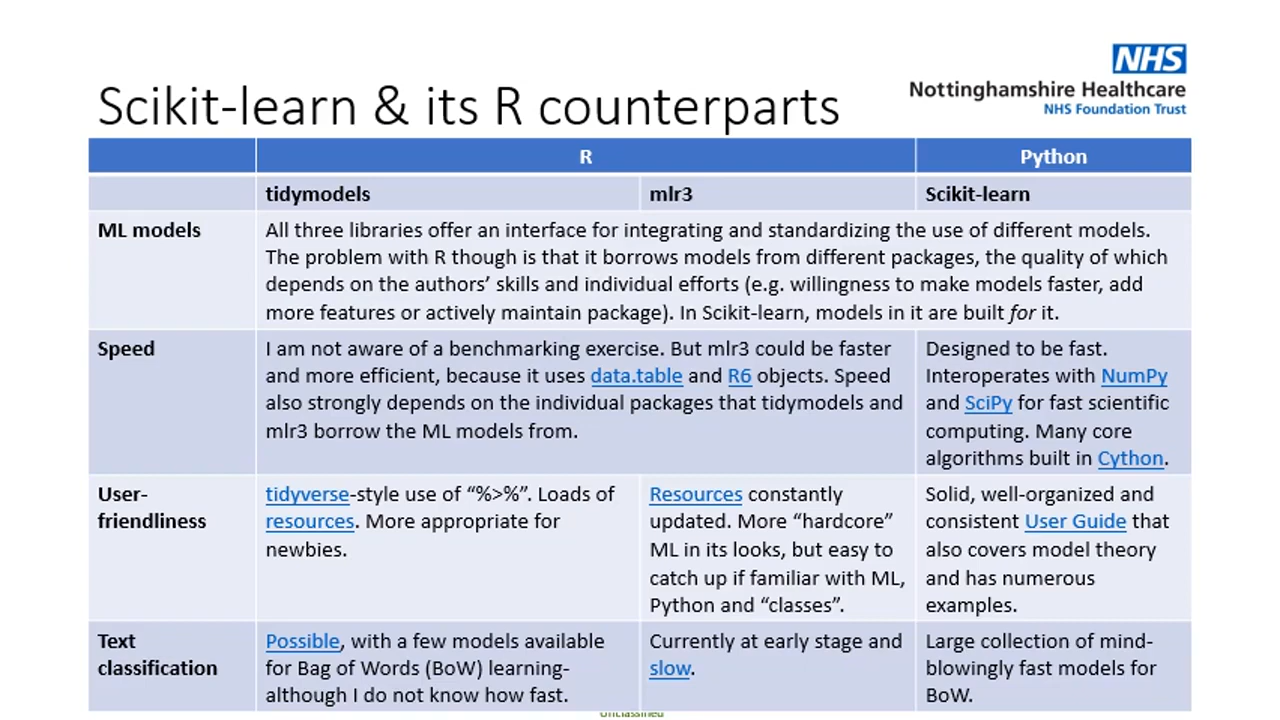 NHS
Nottinghamshire Healthcare
NHS Foundation Trust
Scikit-learn & its R counterparts
R
Python
tidymodels
mlr3
Scikit-learn
ML models
All three libraries offer an interface for integrating and standardizing the use of different models.
The problem with R though is that it borrows models from different packages, the quality of which
depends on the authors’ skills and individual efforts (e.g. willingness to make models faster, add
more features or actively maintain package). In Scikit-learn, models in it are built for it.
Speed
I am not aware of a benchmarking exercise. But mlr3 could be faster
and more efficient, because it uses data.table and R6 objects. Speed
also strongly depends on the individual packages that tidymodels and
mlr3 borrow the ML models from.
Designed to be fast.
Interoperates with NumPy
and SciPy for fast scientific
computing. Many core
algorithms built in Cython.
User-
friendliness
tidyverse-style use of “%>%”. Loads of
resources. More appropriate for
newbies.
Resources constantly
updated. More “hardcore”
ML in its looks, but easy to
catch up if familiar with ML,
Python and “classes”.
Solid, well-organized and
consistent User Guide that
also covers model theory
and has numerous
examples.
Text
classification
Possible, with a few models available
for Bag of Words (BoW) learning-
although I do not know how fast.
Currently at early stage and
slow.
Large collection of mind-
blowingly fast models for
BoW.
Unclassified